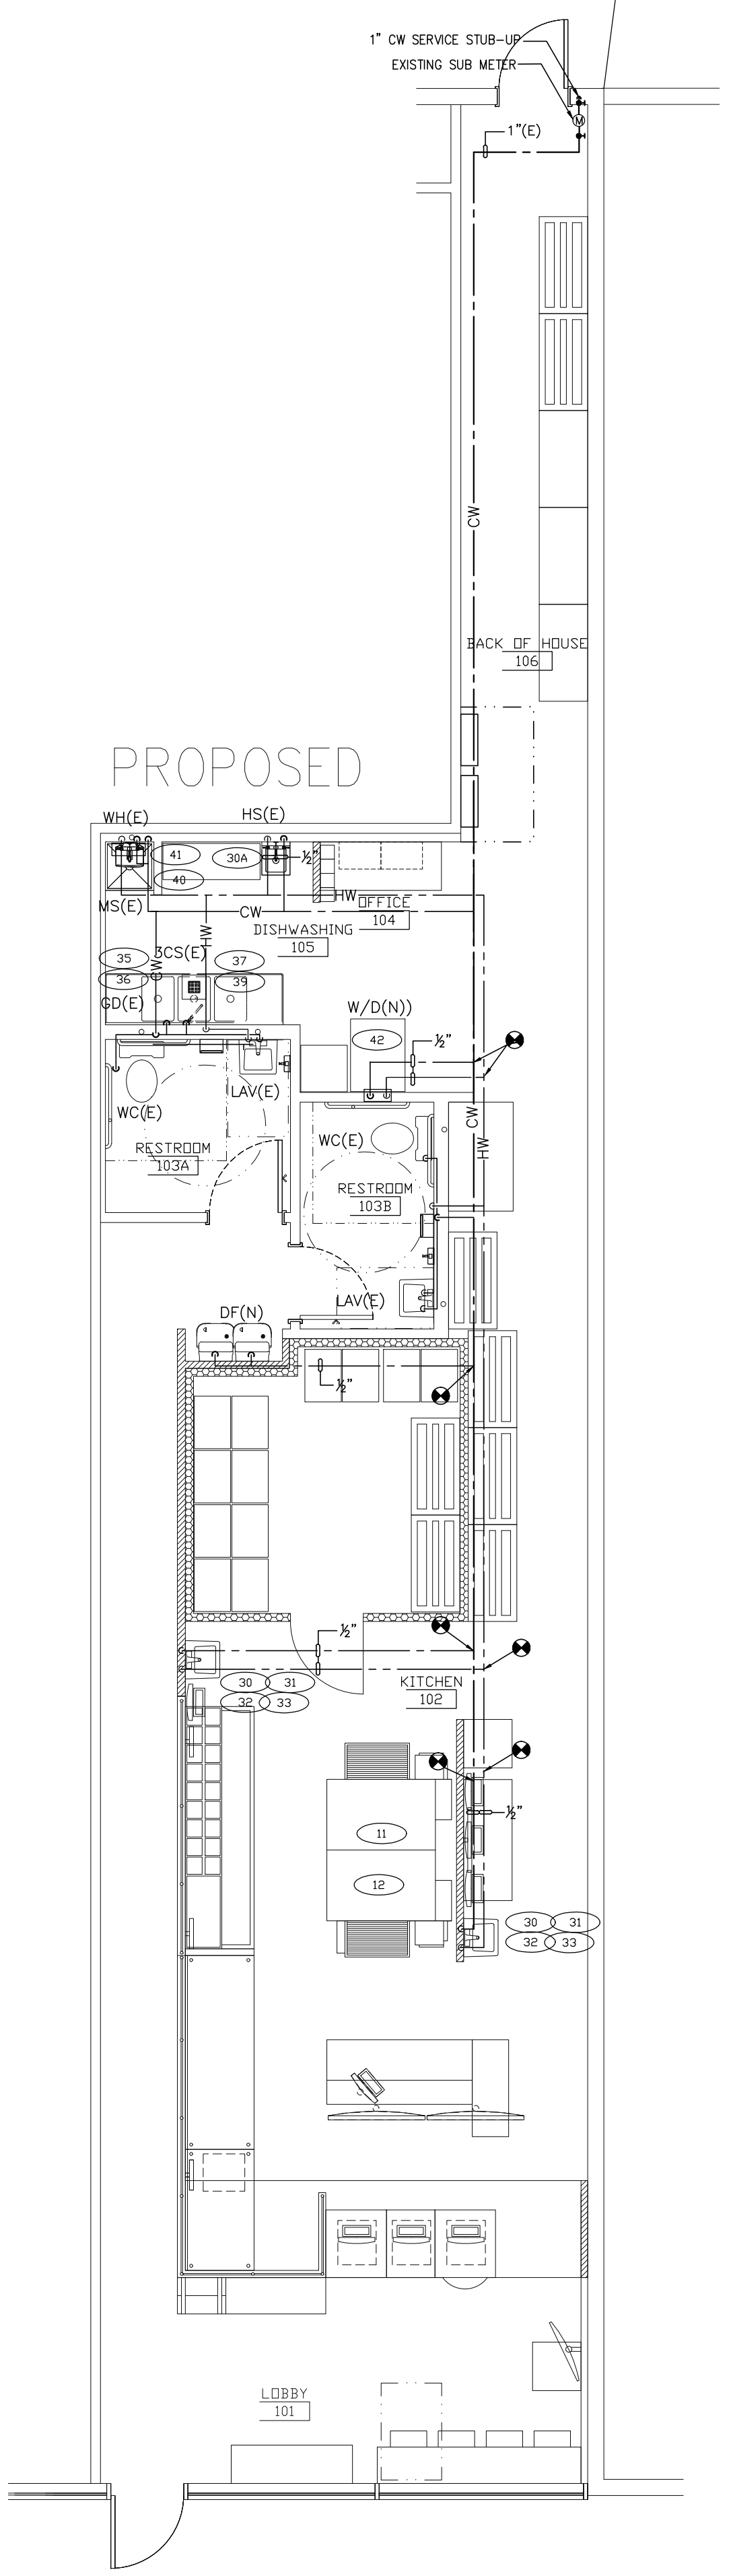 1" CW SERVICE STUB-UP
EXISTING SUB METER
M
1"(E)
CW
BACK OF HOUSE
106
PROPOSED
WH(E)
HS(E)
41
30A
½"
40
HW
OFFICE
104
MS(E)
CW
DISHWASHING
105
HW
3CS(E)
35
37
CW
36
39
GD(E)
W/D(N))
42
½"
LAV(E)
WC(E)
CW
RESTROOM
103A
WC(E)
HW
RESTROOM
103B
LAV(E)
DF(N)
½"
½"
30
31
KITCHEN
102
32
33
½"
11
12
30
31
32
33
LOBBY
101